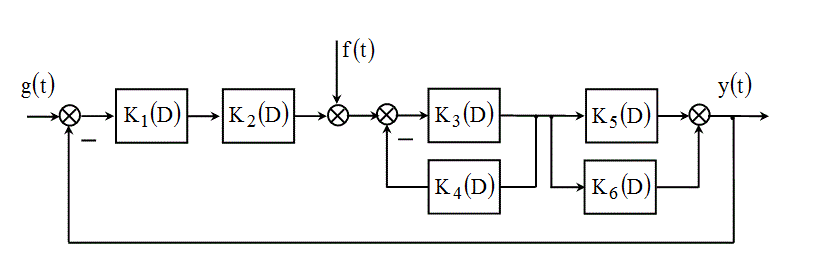 f(t)
g(t)
y(t)
K₁(D)
K₂(D)
K₃(D)
K₅(D)
K₄(D)
K₆(D)